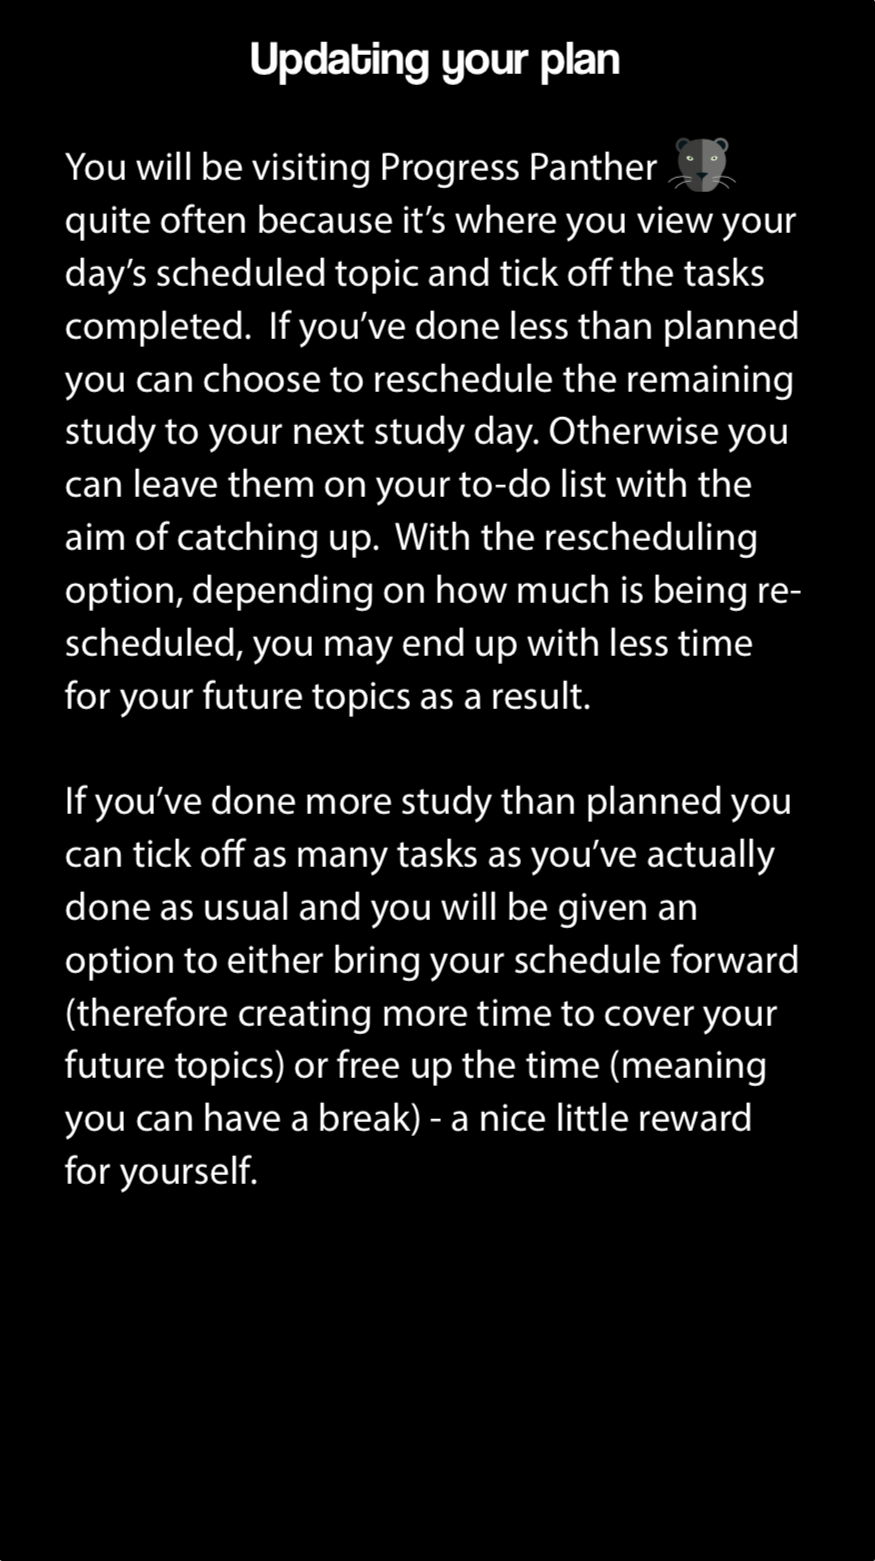 Updating your plan
You will be visiting Progress Panther
quite often because it’s where you view your
day’s scheduled topic and tick off the tasks
completed.  If you’ve done less than planned
you can choose to reschedule the remaining
study to your next study day. Otherwise you
can leave them on your to-do list with the
aim of catching up.  With the rescheduling
option, depending on how much is being re-
scheduled, you may end up with less time
for your future topics as a result.
If you’ve done more study than planned you
can tick off as many tasks as you’ve actually
done as usual and you will be given an
option to either bring your schedule forward
(therefore creating more time to cover your
future topics) or free up the time (meaning
you can have a break) - a nice little reward
for yourself.